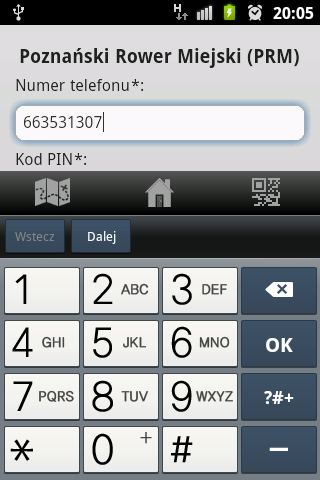 H 20:05
Poznański Rower Miejski (PRM)
Numer telefonu*:
663531307
Kod PIN*:
Wstecz Dalej
1 2 ABC 3 DEF
4 GHI 5 JKL 6 MNO OK
7 PQRS 8 TUV 9 WXYZ ?#+
* 0 + # –